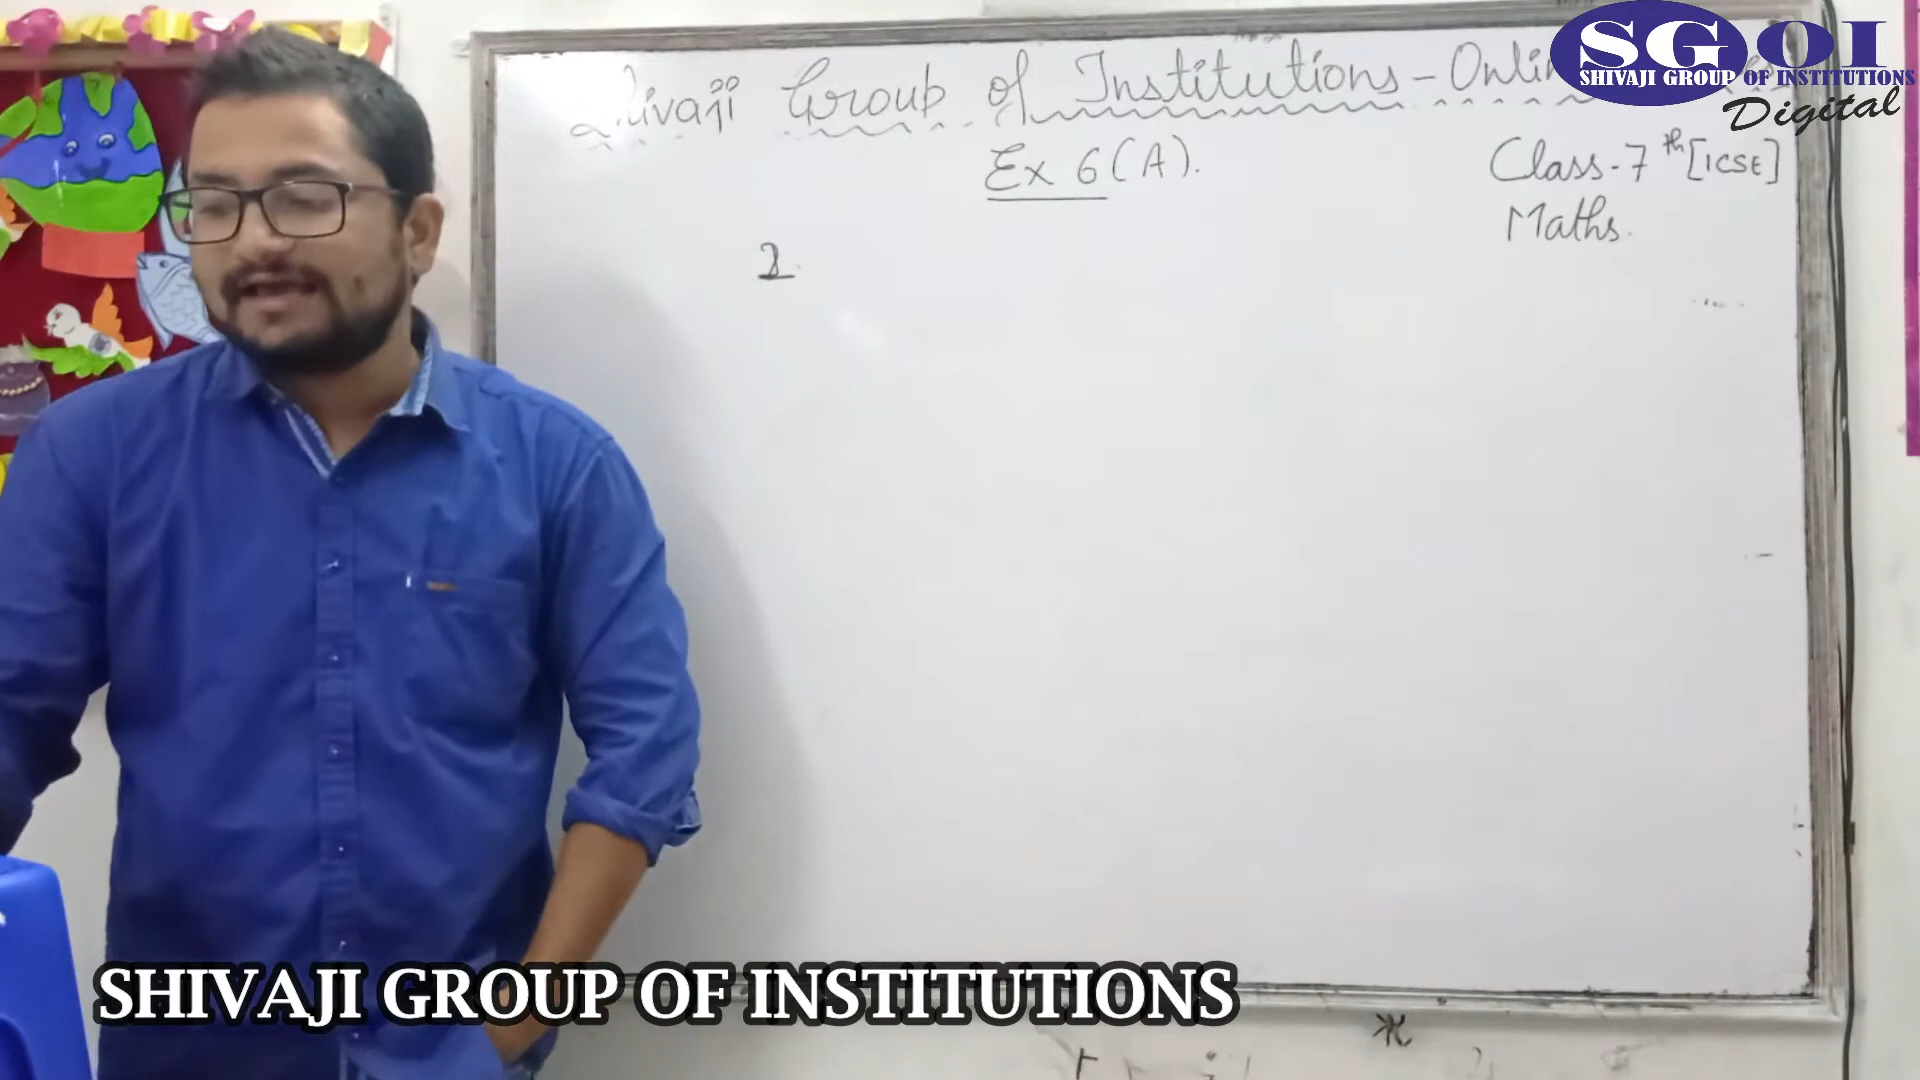 Shivaji Group of Institutions - Onlin
SGOI
SHIVAJI GROUP OF INSTITUTIONS
Digital
Ex 6(A).
Class-7th [ICSE]
Maths.
SHIVAJI GROUP OF INSTITUTIONS